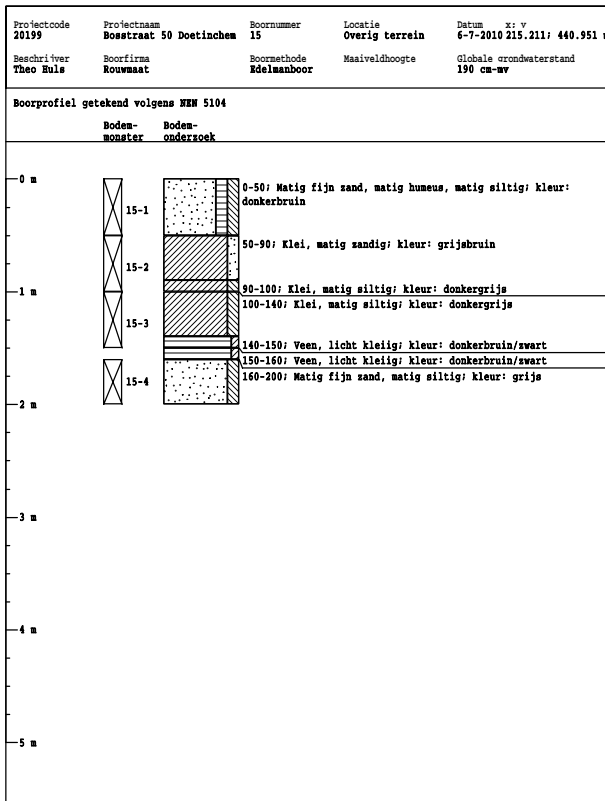 Projectcode Projectnaam Boornummer Locatie Datum x: y
20199 Bosstraat 50 Doetinchem 15 Overig terrein 6-7-2010 215.211; 440.951
Beschrijver Boorfirma Boormethode Maaiveldhoogte Globale grondwaterstand
Theo Huls Rouwmaat Edelmanboor 190 cm-mv
Boorprofiel getekend volgens NEN 5104
Bodem- Bodem-
monster onderzoek
0 m
0-50; Matig fijn zand, matig humeus, matig siltig; kleur:
donkerbruin
15-1
50-90; Klei, matig zandig; kleur: grijsbruin
15-2
90-100; Klei, matig siltig; kleur: donkergrijs
1 m
100-140; Klei, matig siltig; kleur: donkergrijs
15-3
140-150; Veen, licht kleiig; kleur: donkerbruin/zwart
150-160; Veen, licht kleiig; kleur: donkerbruin/zwart
160-200; Matig fijn zand, matig siltig; kleur: grijs
15-4
2 m
3 m
4 m
5 m